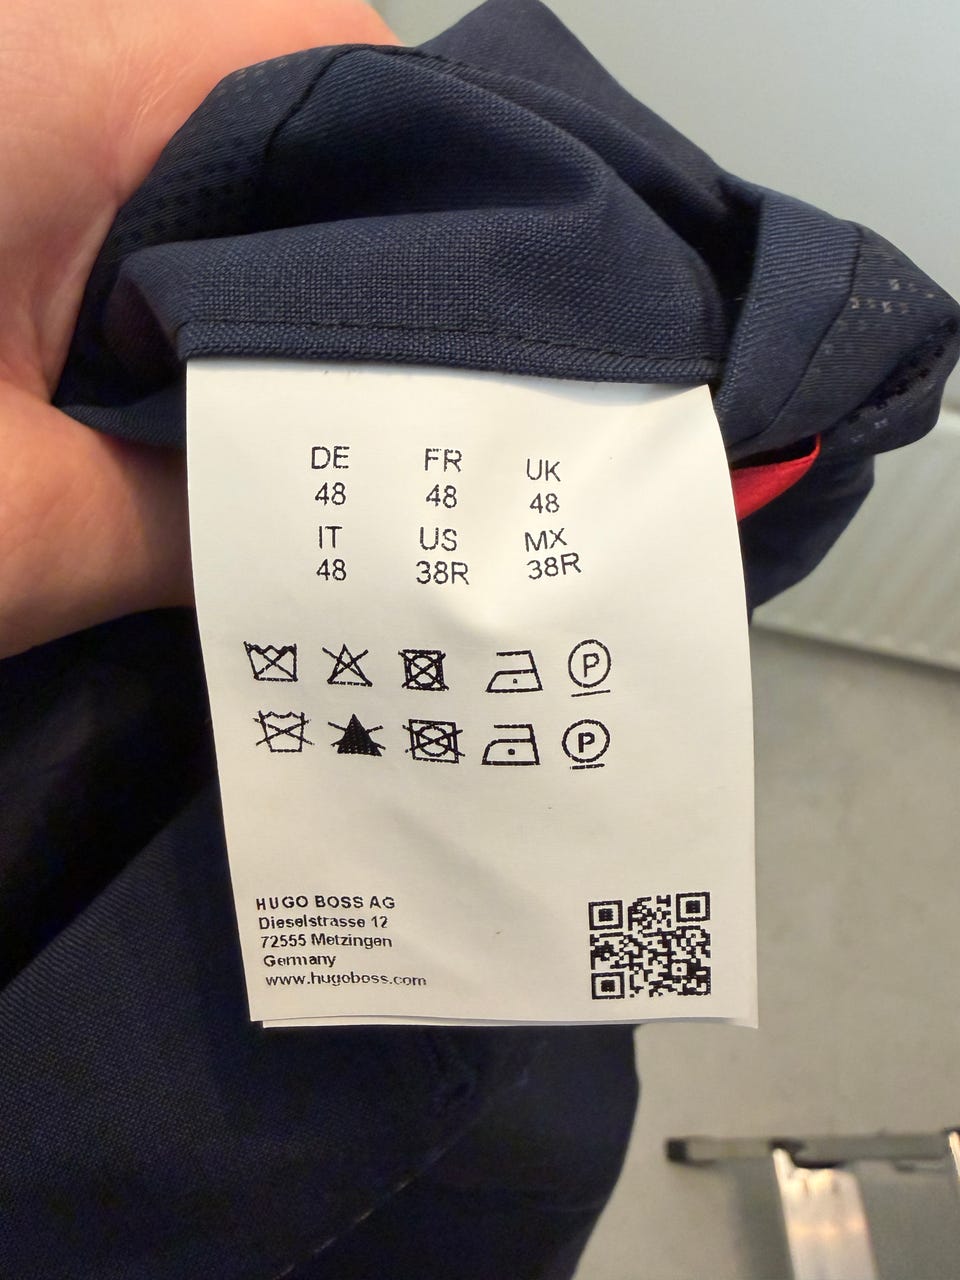 DE FR UK
48 48 48
IT US MX
48 38R 38R
P
P
HUGO BOSS AG
Dieselstrasse 12
72555 Metzingen
Germany
www.hugoboss.com